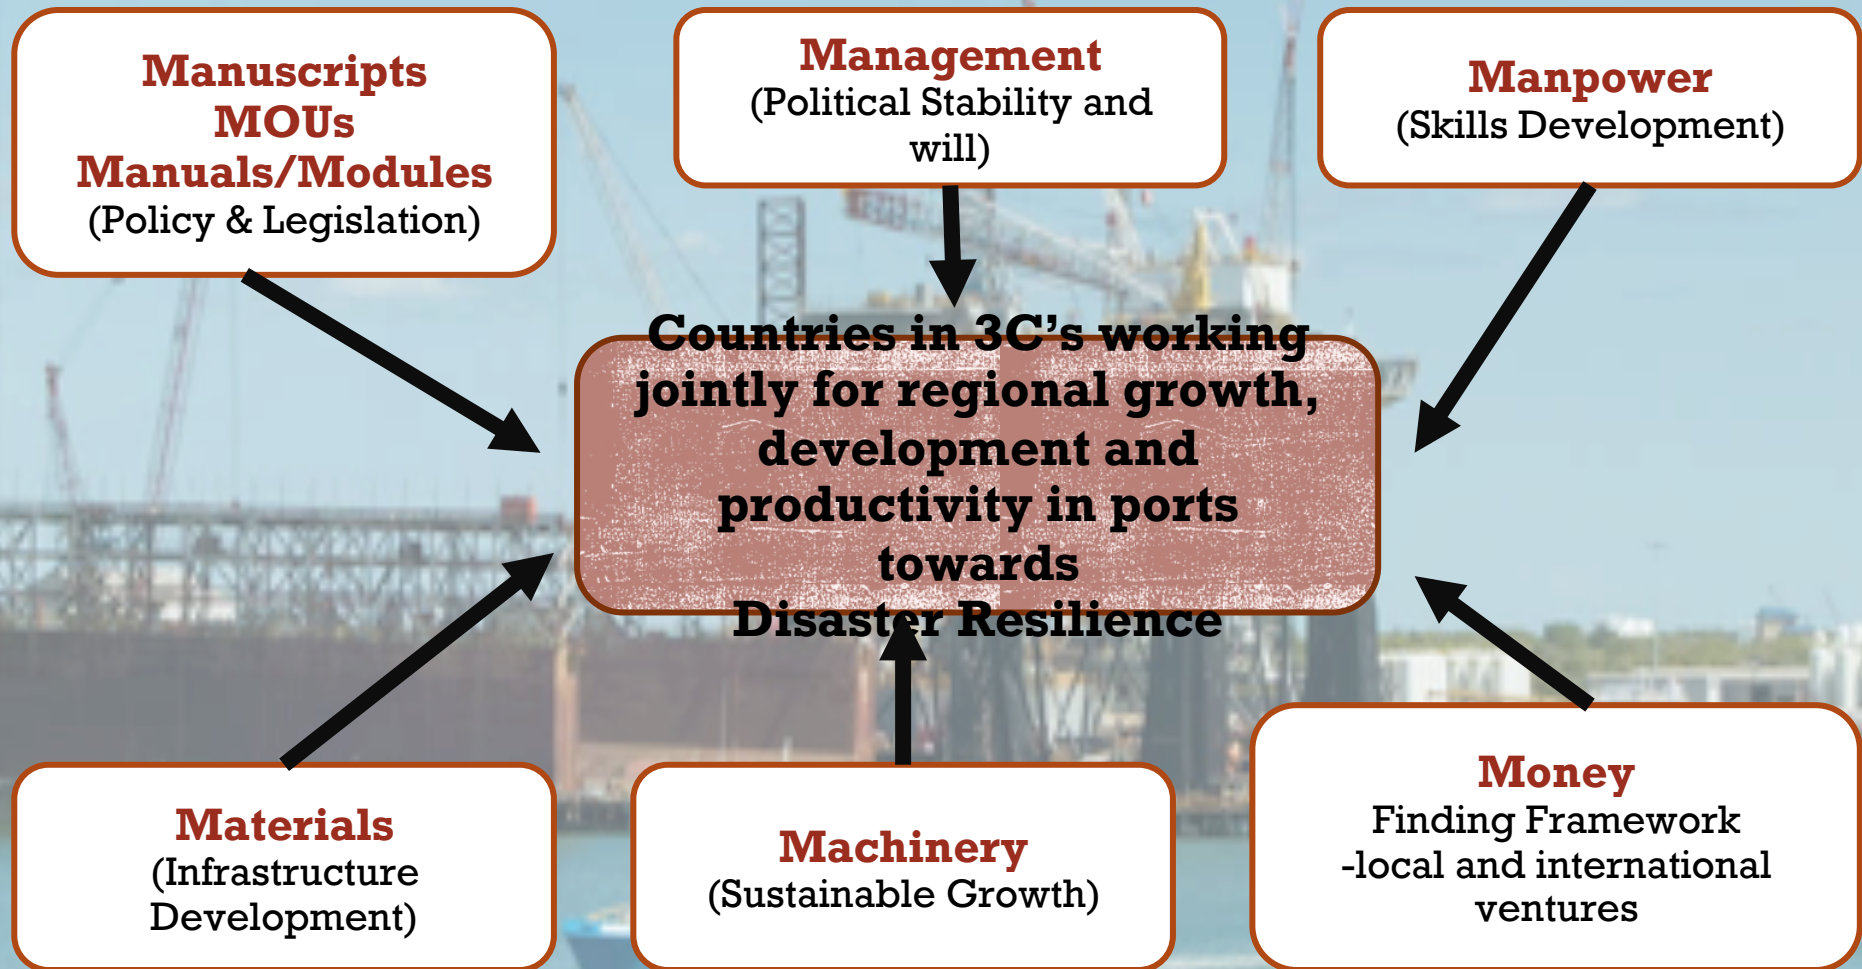 Manuscripts
MOUs
Manuals/Modules
(Policy & Legislation)
Management
(Political Stability and
will)
Manpower
(Skills Development)
Countries in 3C’s working
jointly for regional growth,
development and
productivity in ports
towards
Disaster Resilience
Materials
(Infrastructure
Development)
Machinery
(Sustainable Growth)
Money
Finding Framework
-local and international
ventures